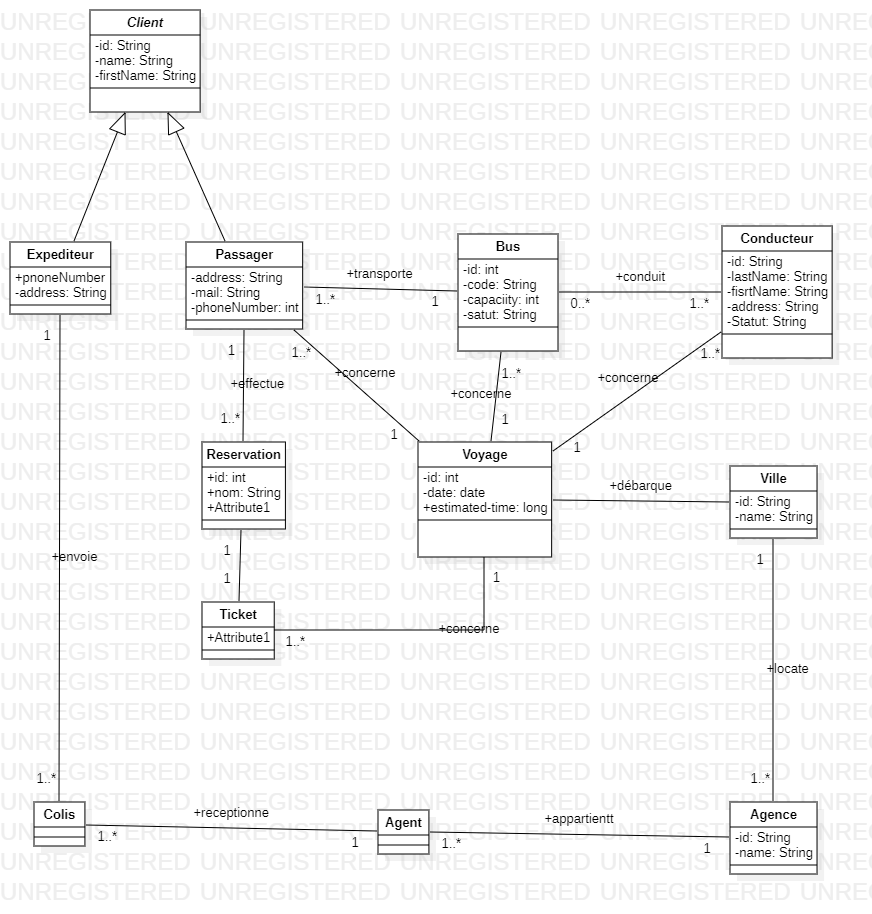 Client
-id: String
-name: String
-firstName: String
Expediteur
+pnoneNumber
-address: String
Passager
-address: String
-mail: String
-phoneNumber: int
+transporte
1..*
1
Bus
-id: int
-code: String
-capaciity: int
-satut: String
+conduit
0..*
1..*
Conducteur
-id: String
-lastName: String
-fisrtName: String
-address: String
-Statut: String
1
1
+effectue
1..*
1..*
+concerne
1
1..*
+concerne
1
1..*
+concerne
1
Reservation
+id: int
+nom: String
+Attribute1
Voyage
-id: int
-date: date
+estimated-time: long
+débarque
Ville
-id: String
-name: String
1
1
+envoie
Ticket
+Attribute1
1..*
+concerne
1
1
+locate
1..*
1..*
Colis
+receptionne
1..*
1
Agent
+appartientt
1..*
1
Agence
-id: String
-name: String
UNREGISTERED